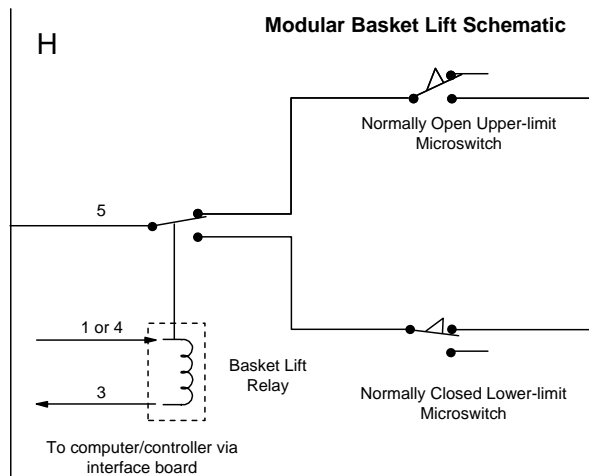 Modular Basket Lift Schematic
H
Normally Open Upper-limit
Microswitch
5
1 or 4
Basket Lift
Relay
3
Normally Closed Lower-limit
Microswitch
To computer/controller via
interface board